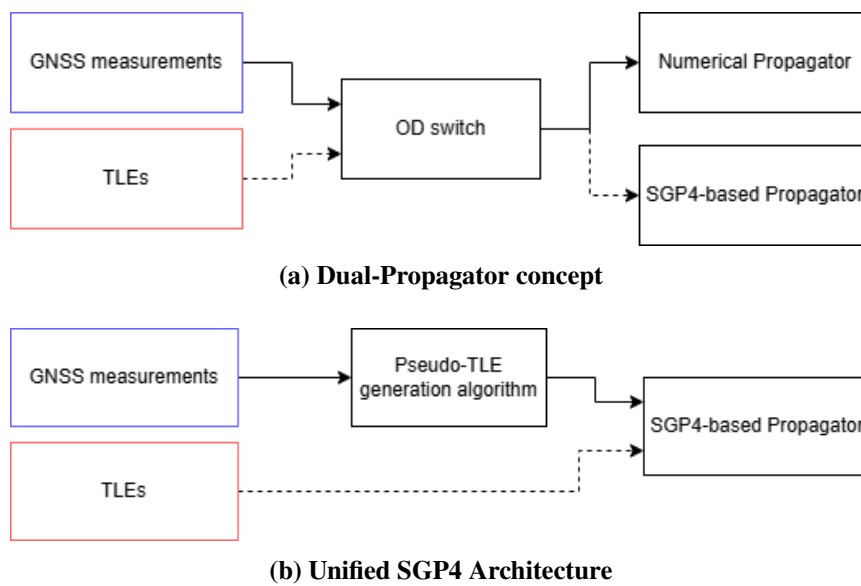 GNSS measurements
Numerical Propagator
OD switch
TLEs
SGP4-based Propagator
(a) Dual-Propagator concept
GNSS measurements
Pseudo-TLE
generation algorithm
SGP4-based Propagator
TLEs
(b) Unified SGP4 Architecture